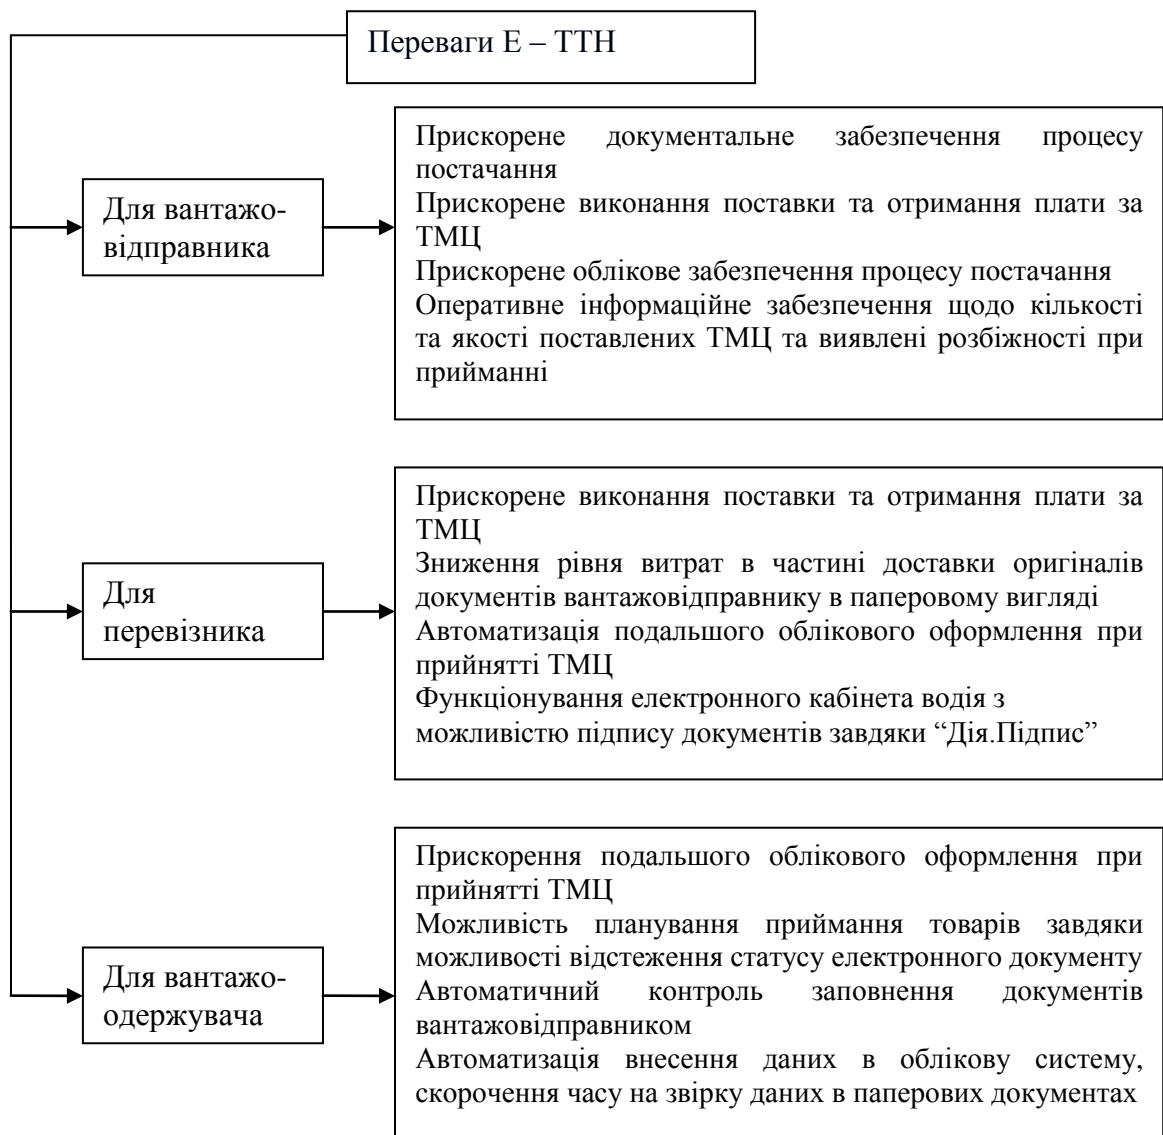 Переваги Е – ТТН
Для вантажо-
відправника
Прискорене документальне забезпечення процесу
постачання
Прискорене виконання поставки та отримання плати за
ТМЦ
Прискорене облікове забезпечення процесу постачання
Оперативне інформаційне забезпечення щодо кількості
та якості поставлених ТМЦ та виявлені розбіжності при
прийманні
Для
перевізника
Прискорене виконання поставки та отримання плати за
ТМЦ
Зниження рівня витрат в частині доставки оригіналів
документів вантажовідправнику в паперовому вигляді
Автоматизація подальшого облікового оформлення при
прийнятті ТМЦ
Функціонування електронного кабінета водія з
можливістю підпису документів завдяки “Дія.Підпис”
Для вантажо-
одержувача
Прискорення подальшого облікового оформлення при
прийнятті ТМЦ
Можливість планування приймання товарів завдяки
можливості відстеження статусу електронного документу
Автоматичний контроль заповнення документів
вантажовідправником
Автоматизація внесення даних в облікову систему,
скорочення часу на звірку даних в паперових документах